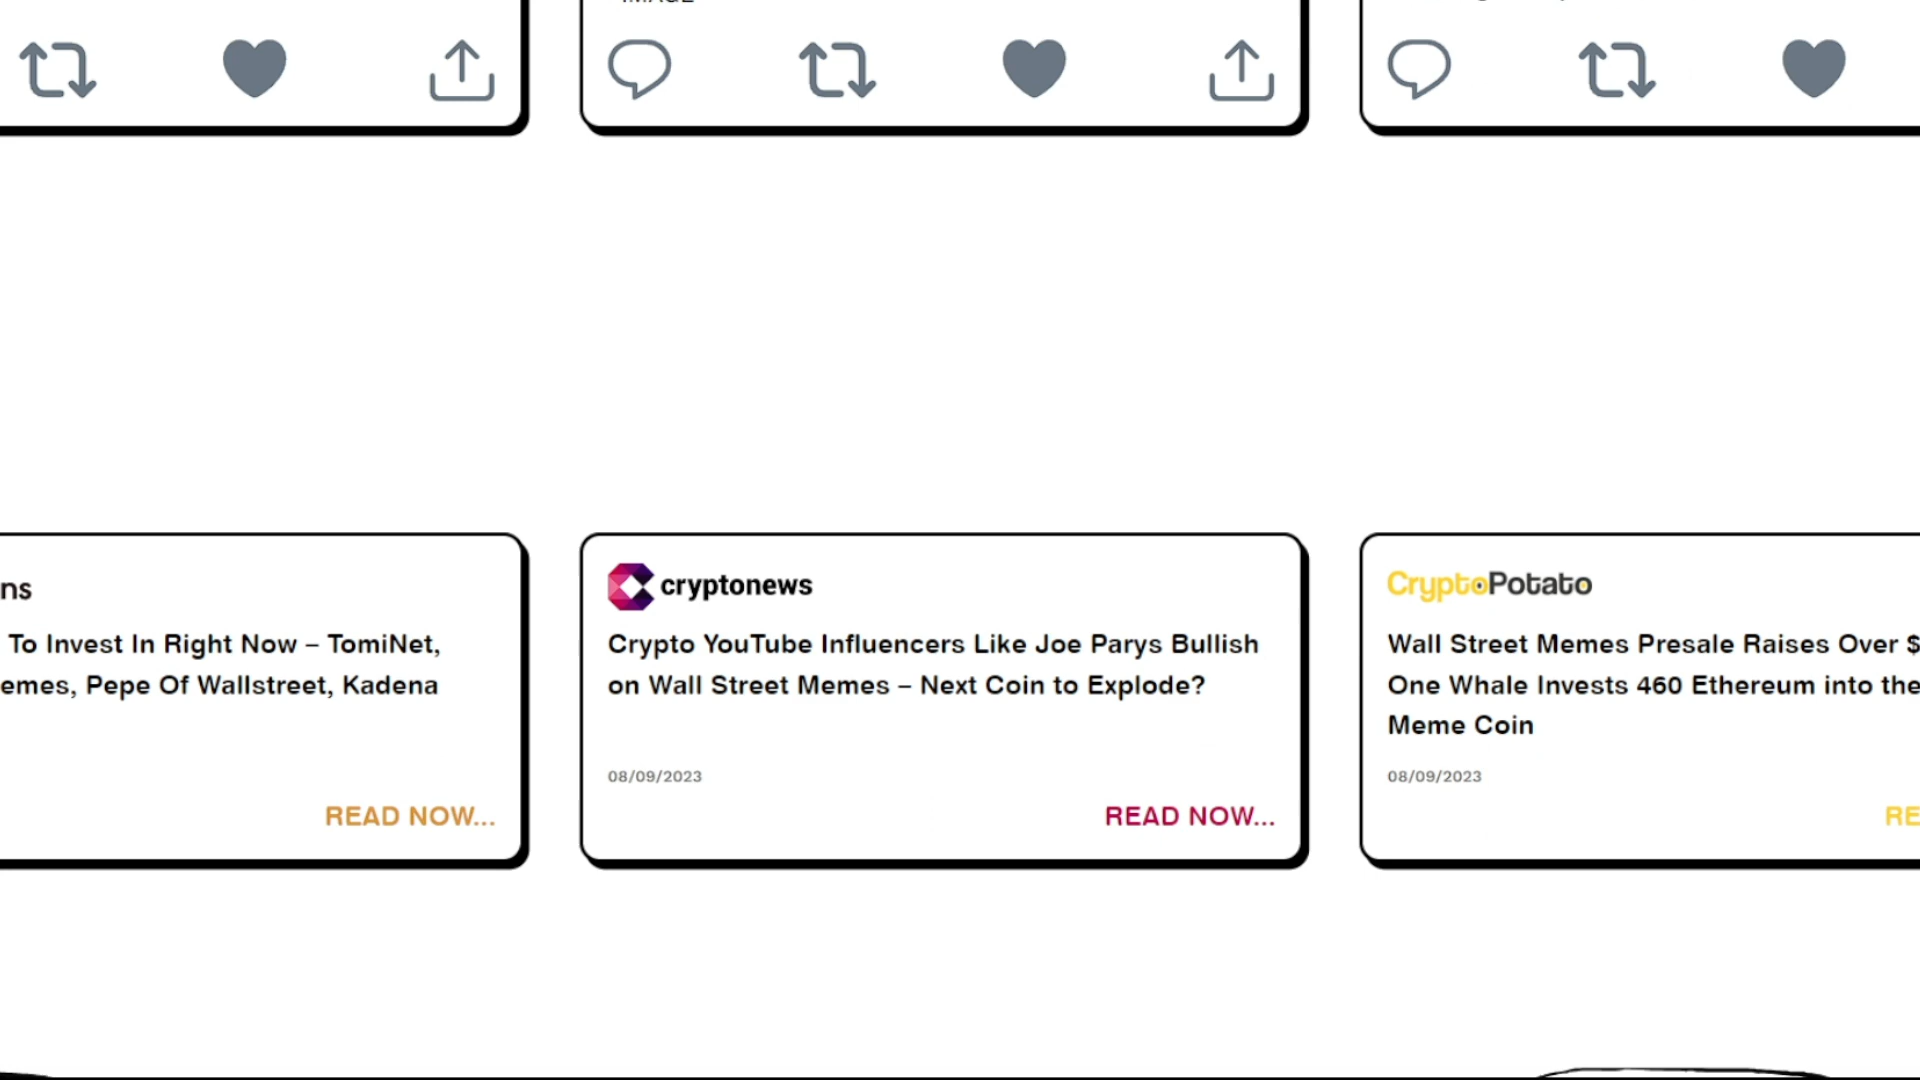 IMAGE
ns
To Invest In Right Now – TomiNet,
emes, Pepe Of Wallstreet, Kadena
READ NOW...
cryptonews
Crypto YouTube Influencers Like Joe Parys Bullish
on Wall Street Memes – Next Coin to Explode?
08/09/2023
READ NOW...
CryptoPotato
Wall Street Memes Presale Raises Over $
One Whale Invests 460 Ethereum into the
Meme Coin
08/09/2023
RE